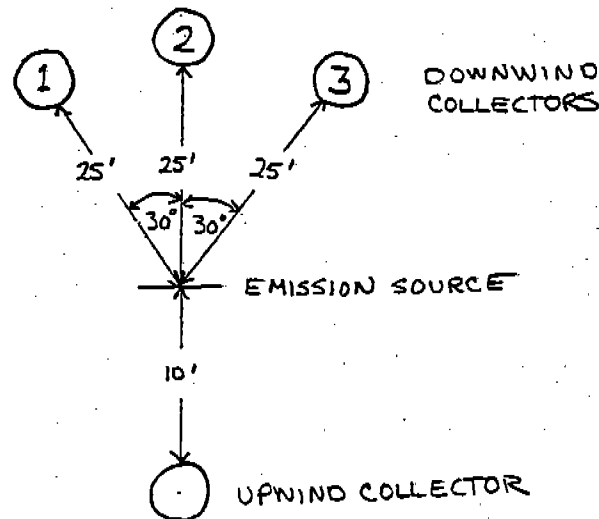 2
1
3
DOWNWIND
COLLECTORS
25'
25'
25'
30°
30°
EMISSION SOURCE
10'
UPWIND COLLECTOR